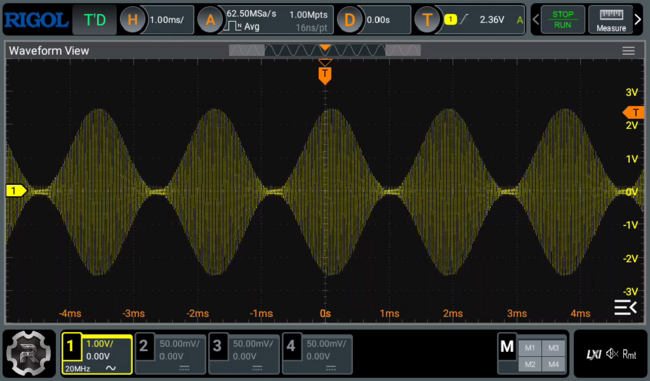 RIGOL T'D H 1.00ms/ A 62.50MSa/s 1.00Mpts Avg 16ns/pt D 0.00s T 1 2.36V A STOP RUN Measure
Waveform View
T
3V
T
2V
1V
1 0V
-1V
-2V
-3V
-4ms -3ms -2ms -1ms 0s 1ms 2ms 3ms 4ms
1 1.00V/ 0.00V 20MHz 2 50.00mV/ 0.00V 3 50.00mV/ 0.00V 4 50.00mV/ 0.00V M M1 M3 M2 M4 LXI Rmt